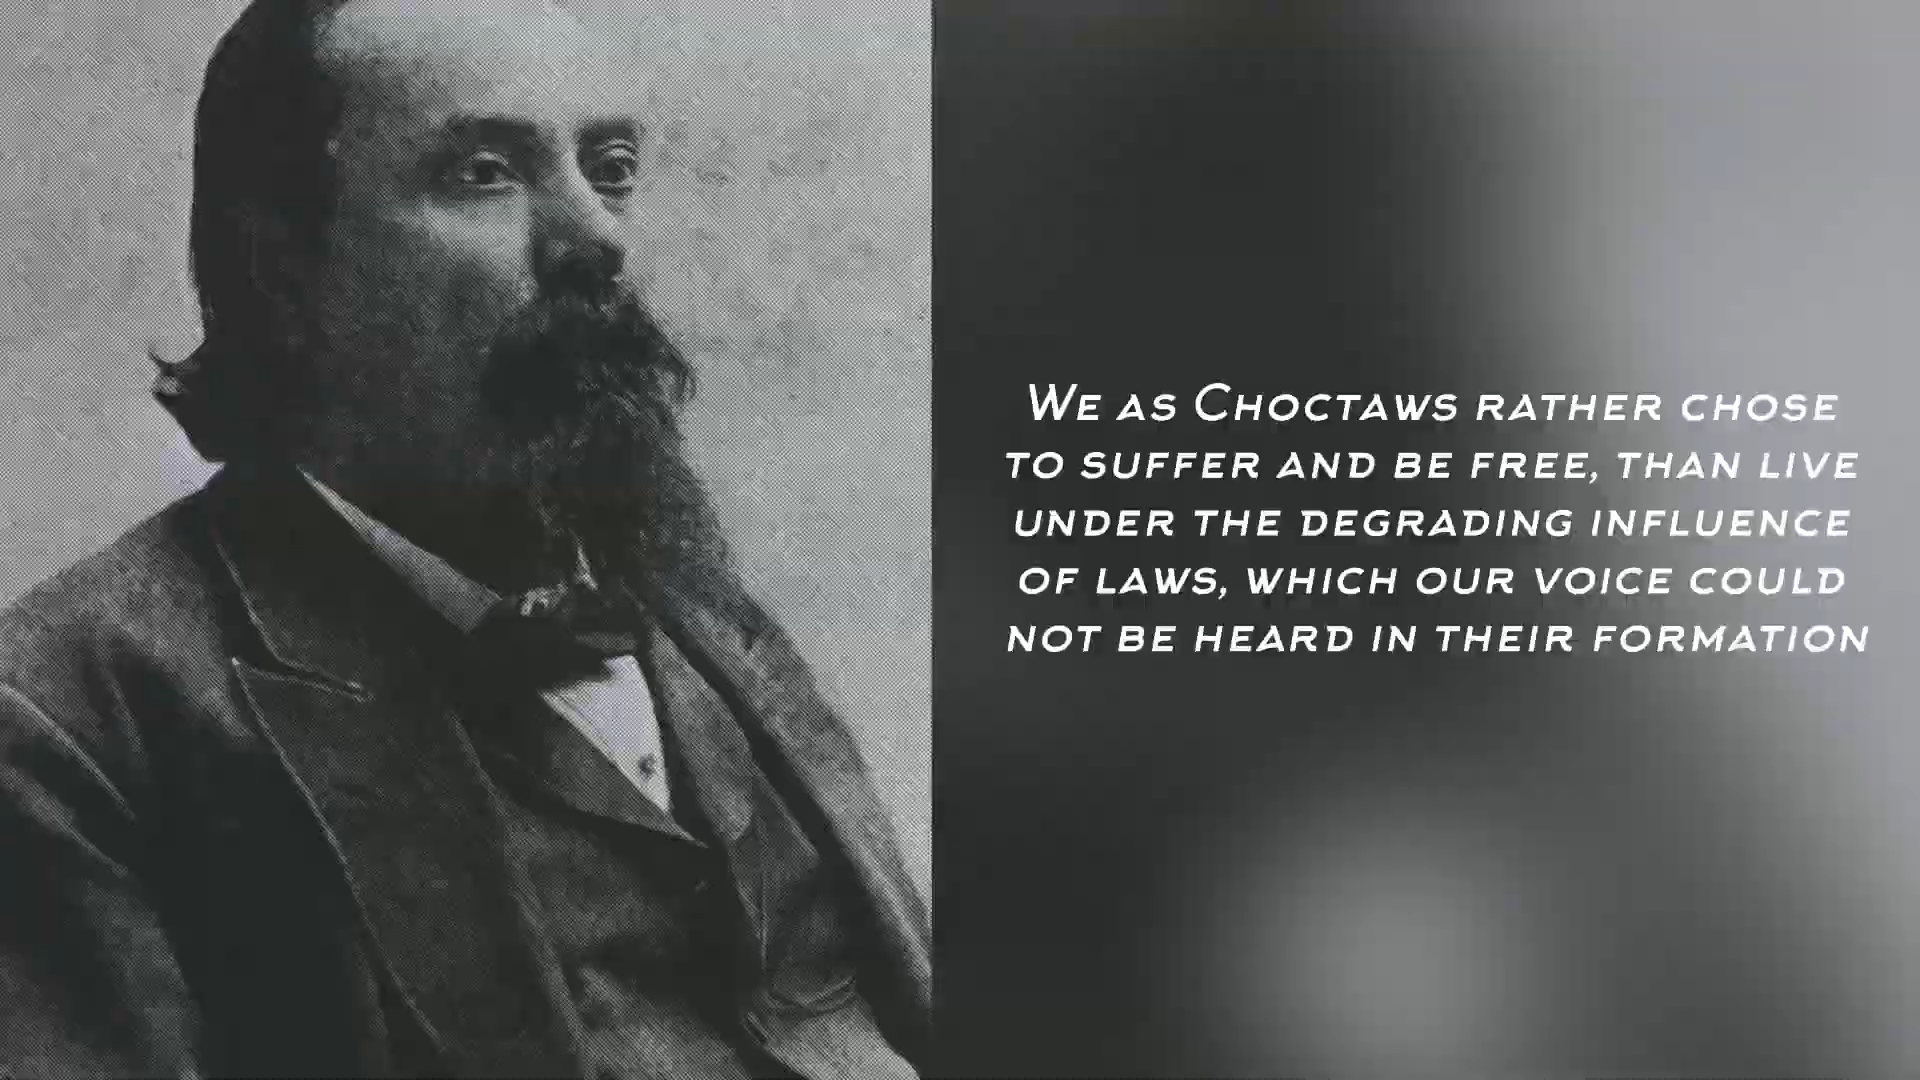 We as Choctaws rather chose
to suffer and be free, than live
under the degrading influence
of laws, which our voice could
not be heard in their formation